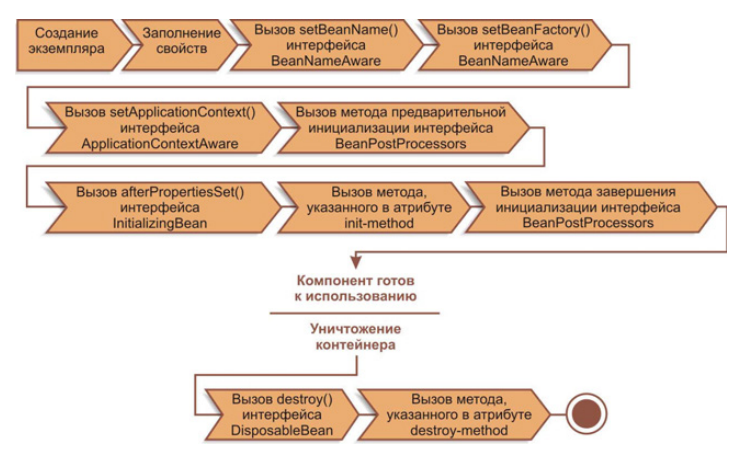 Создание
экземпляра
Заполнение
свойств
Вызов setBeanName()
интерфейса
BeanNameAware
Вызов setBeanFactory()
интерфейса
BeanNameAware
Вызов setApplicationContext()
интерфейса
ApplicationContextAware
Вызов метода предварительной
инициализации интерфейса
BeanPostProcessors
Вызов afterPropertiesSet()
интерфейса
InitializingBean
Вызов метода,
указанного в атрибуте
init-method
Вызов метода завершения
инициализации интерфейса
BeanPostProcessors
Компонент готов
к использованию
Уничтожение
контейнера
Вызов destroy()
интерфейса
DisposableBean
Вызов метода,
указанного в атрибуте
destroy-method